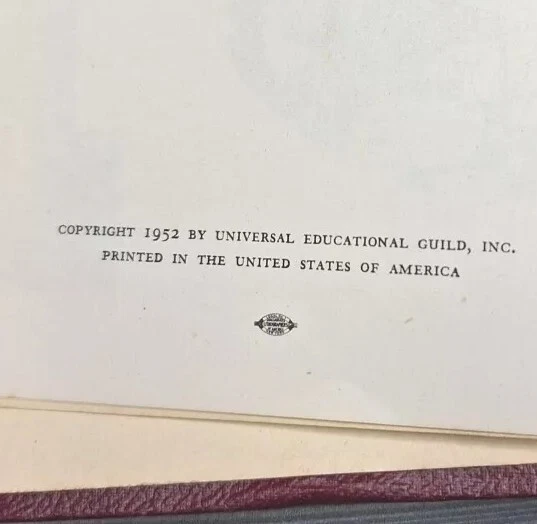 COPYRIGHT 1952 BY UNIVERSAL EDUCATIONAL GUILD, INC.
PRINTED IN THE UNITED STATES OF AMERICA